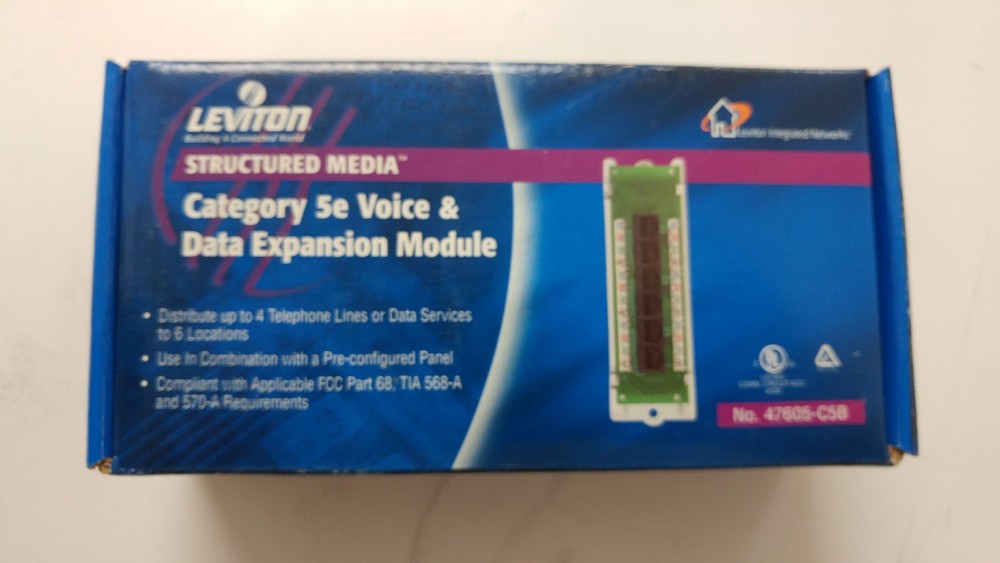 LEVITON
Building a Connected World
Leviton Integrated Networks
STRUCTURED MEDIA™
Category 5e Voice &
Data Expansion Module
• Distribute up to 4 Telephone Lines or Data Services
to 6 Locations
• Use In Combination with a Pre-configured Panel
• Compliant with Applicable FCC Part 68, TIA 568-A
and 570-A Requirements
UL
No. 47605-C5B